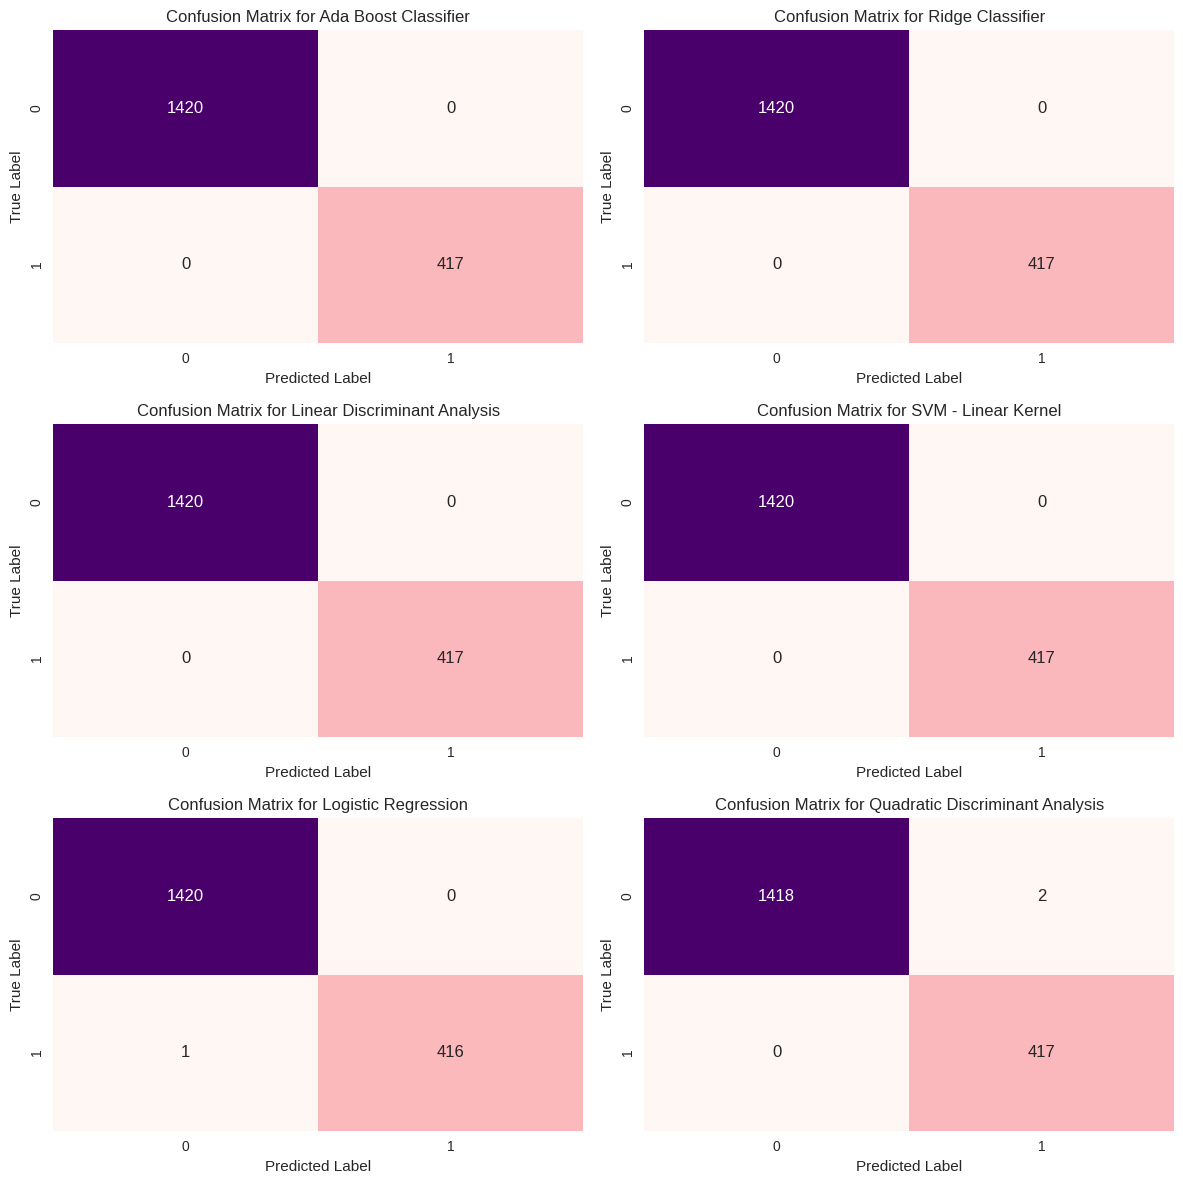 Confusion Matrix for Ada Boost Classifier
0
1420
0
True Label
1
0
417
0
1
Predicted Label
Confusion Matrix for Ridge Classifier
0
1420
0
True Label
1
0
417
0
1
Predicted Label
Confusion Matrix for Linear Discriminant Analysis
0
1420
0
True Label
1
0
417
0
1
Predicted Label
Confusion Matrix for SVM - Linear Kernel
0
1420
0
True Label
1
0
417
0
1
Predicted Label
Confusion Matrix for Logistic Regression
0
1420
0
True Label
1
1
416
0
1
Predicted Label
Confusion Matrix for Quadratic Discriminant Analysis
0
1418
2
True Label
1
0
417
0
1
Predicted Label